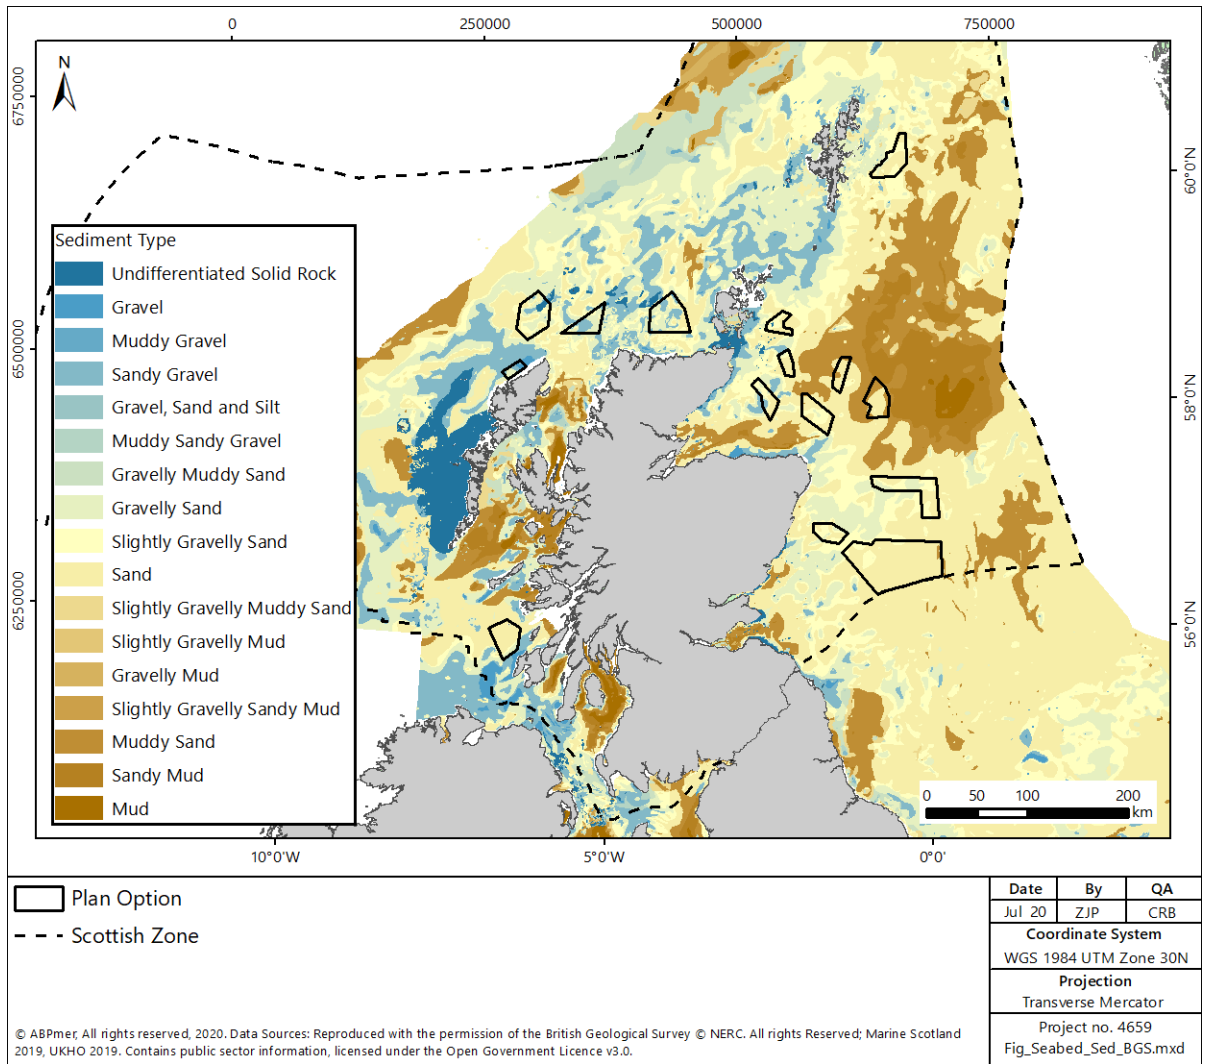 0 250000 500000 750000
N
6750000
6500000
6250000
60°0'N
58°0'N
56°0'N
Sediment Type
Undifferentiated Solid Rock
Gravel
Muddy Gravel
Sandy Gravel
Gravel, Sand and Silt
Muddy Sandy Gravel
Gravelly Muddy Sand
Gravelly Sand
Slightly Gravelly Sand
Sand
Slightly Gravelly Muddy Sand
Slightly Gravelly Mud
Gravelly Mud
Slightly Gravelly Sandy Mud
Muddy Sand
Sandy Mud
Mud
0 50 100 200
km
10°0'W 5°0'W 0°0'
Plan Option
Scottish Zone
Date By QA
Jul 20 ZJP CRB
Coordinate System
WGS 1984 UTM Zone 30N
Projection
Transverse Mercator
Project no. 4659
Fig_Seabed_Sed_BGS.mxd
© ABPmer, All rights reserved, 2020. Data Sources: Reproduced with the permission of the British Geological Survey © NERC. All rights Reserved; Marine Scotland
2019, UKHO 2019. Contains public sector information, licensed under the Open Government Licence v3.0.